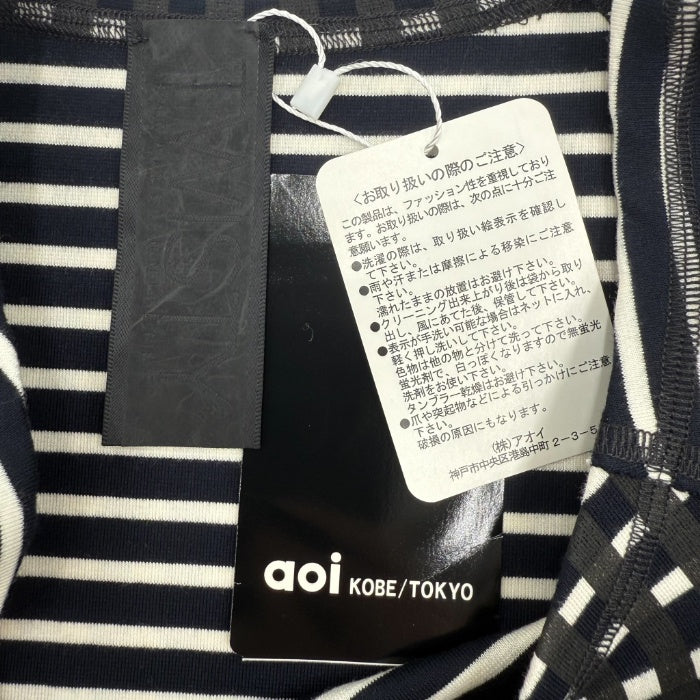 〈お取り扱いの際のご注意〉
この製品は、ファッション性を重視しており
ます。お取り扱いの際は、次の点に十分ご注
意願います。
●洗濯の際は、取り扱い絵表示を確認し
て下さい。
●雨や汗または摩擦による移染にご注意
下さい。
濡れたままの放置はお避け下さい。
●クリーニング出来上がり後は袋から取り
出し、風にあてた後、保管して下さい。
●表示が手洗い可能な場合はネットに入れ、
軽く押し洗いして下さい。
色物は他の物と分けて洗って下さい。
蛍光剤で、白っぽくなりますので無蛍光
洗剤をお使い下さい。
タンブラー乾燥はお避け下さい。
●爪や突起物などによる引っかけにご注意
下さい。
破損の原因にもなります。
(株)アオイ
神戸市中央区港島中町2-3-5
aoi KOBE/TOKYO